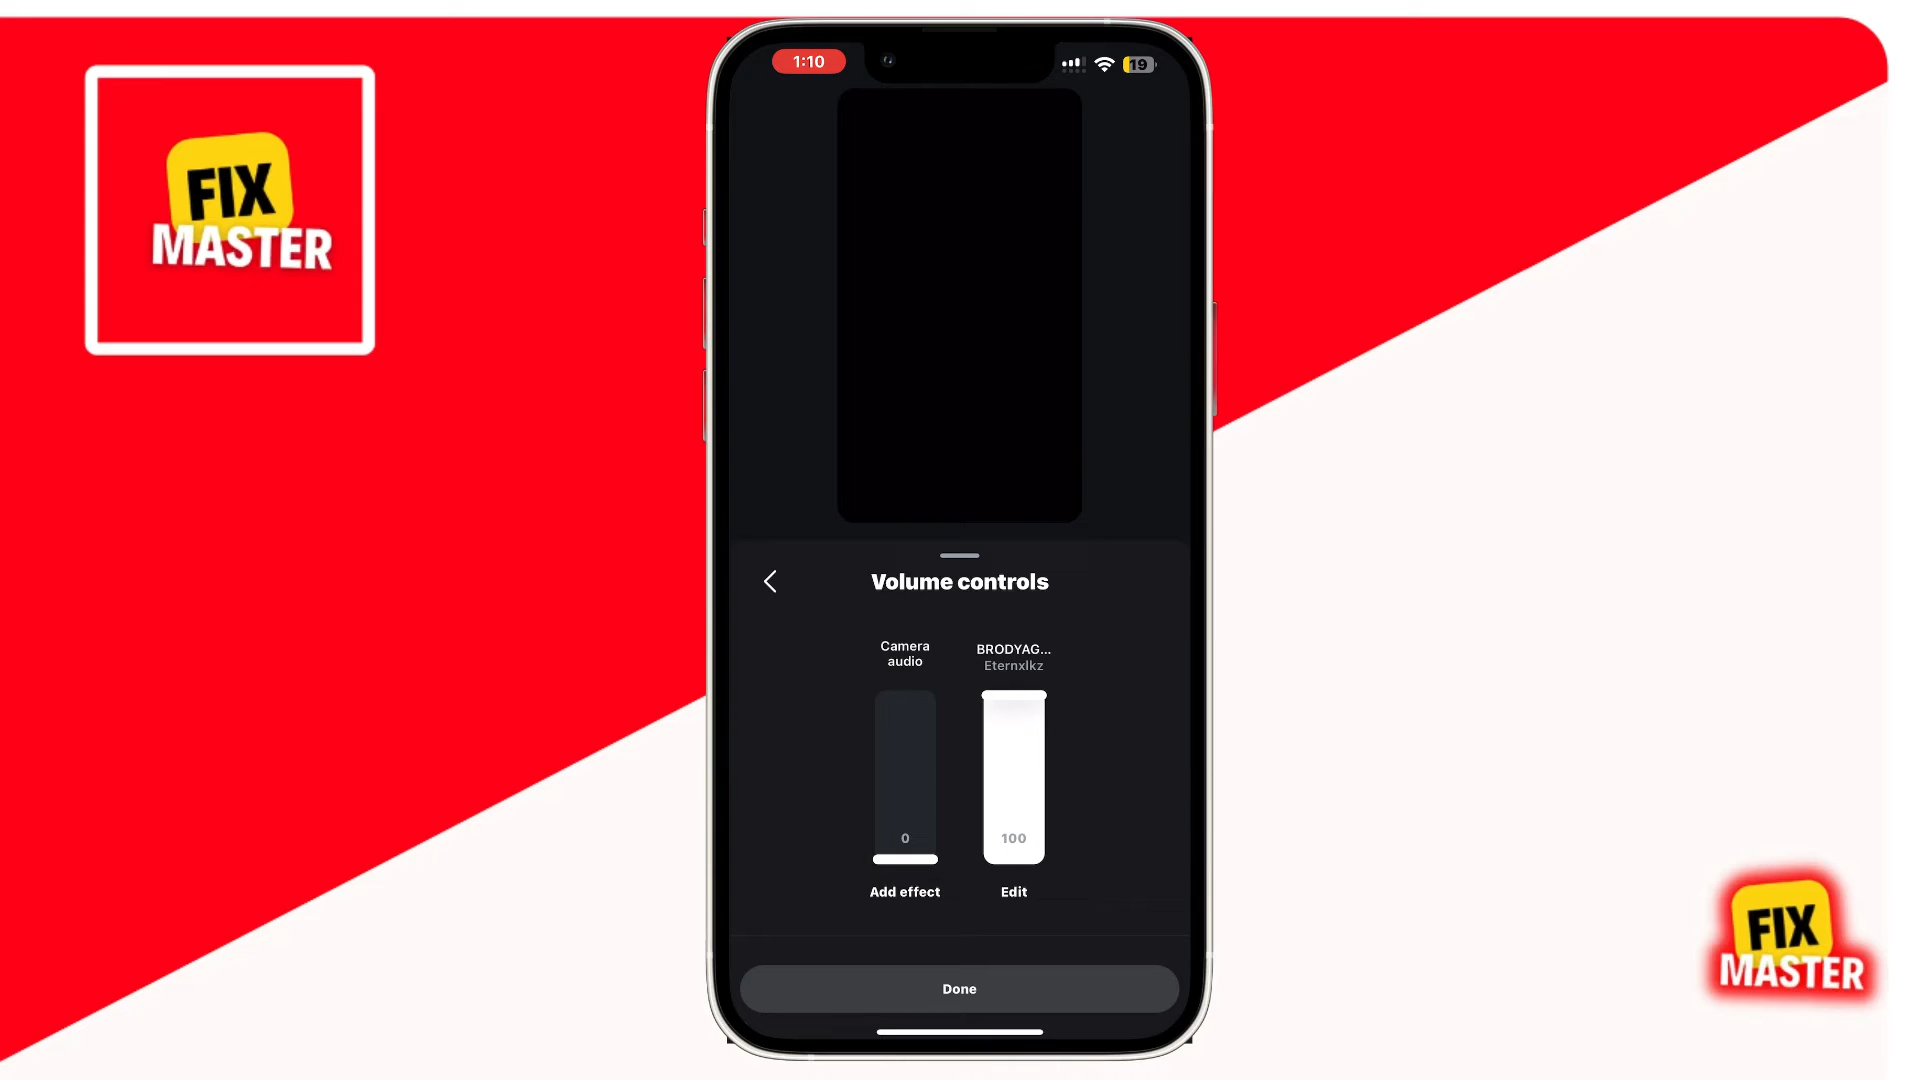 1:10
19
FIX
MASTER
Volume controls
Camera
audio
BRODYAG...
Eternxlkz
0
100
Add effect
Edit
Done
FIX
MASTER